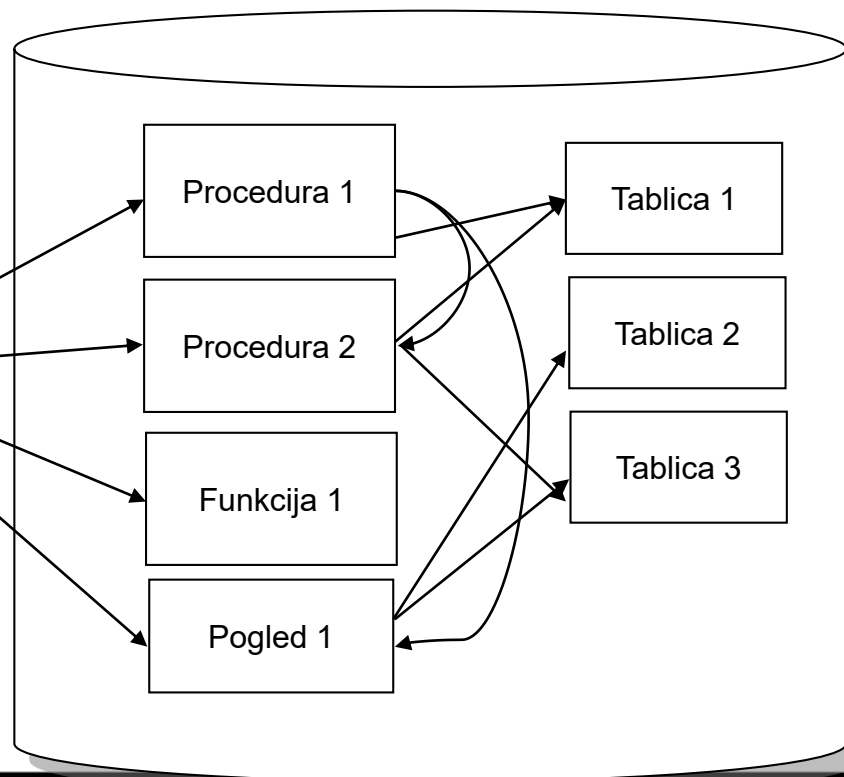 Procedura 1
Tablica 1
Procedura 2
Tablica 2
Tablica 3
Funkcija 1
Pogled 1